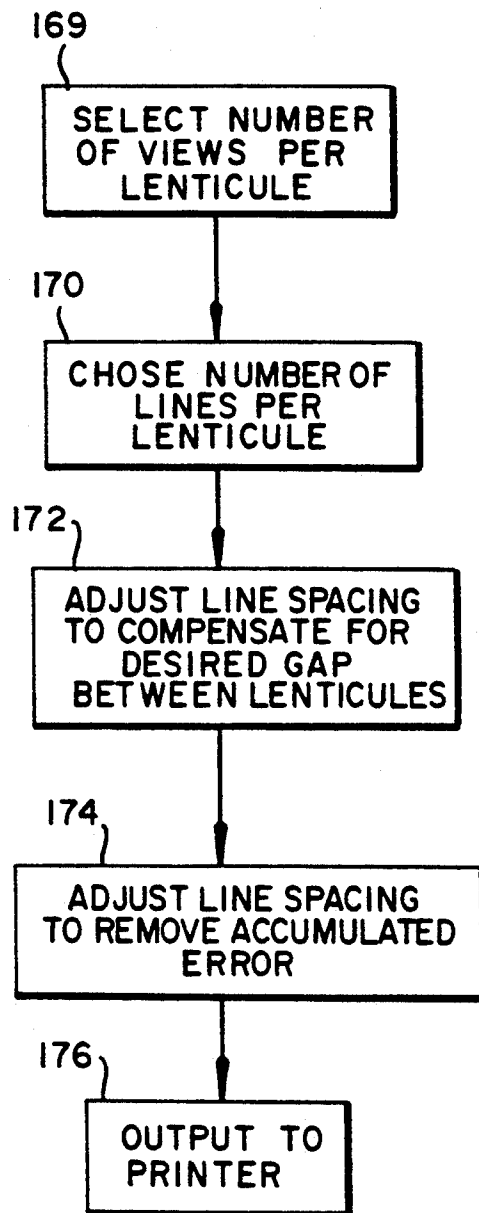 169
SELECT NUMBER
OF VIEWS PER
LENTICULE
170
CHOSE NUMBER OF
LINES PER
LENTICULE
172
ADJUST LINE SPACING
TO COMPENSATE FOR
DESIRED GAP
BETWEEN LENTICULES
174
ADJUST LINE SPACING
TO REMOVE ACCUMULATED
ERROR
176
OUTPUT TO
PRINTER